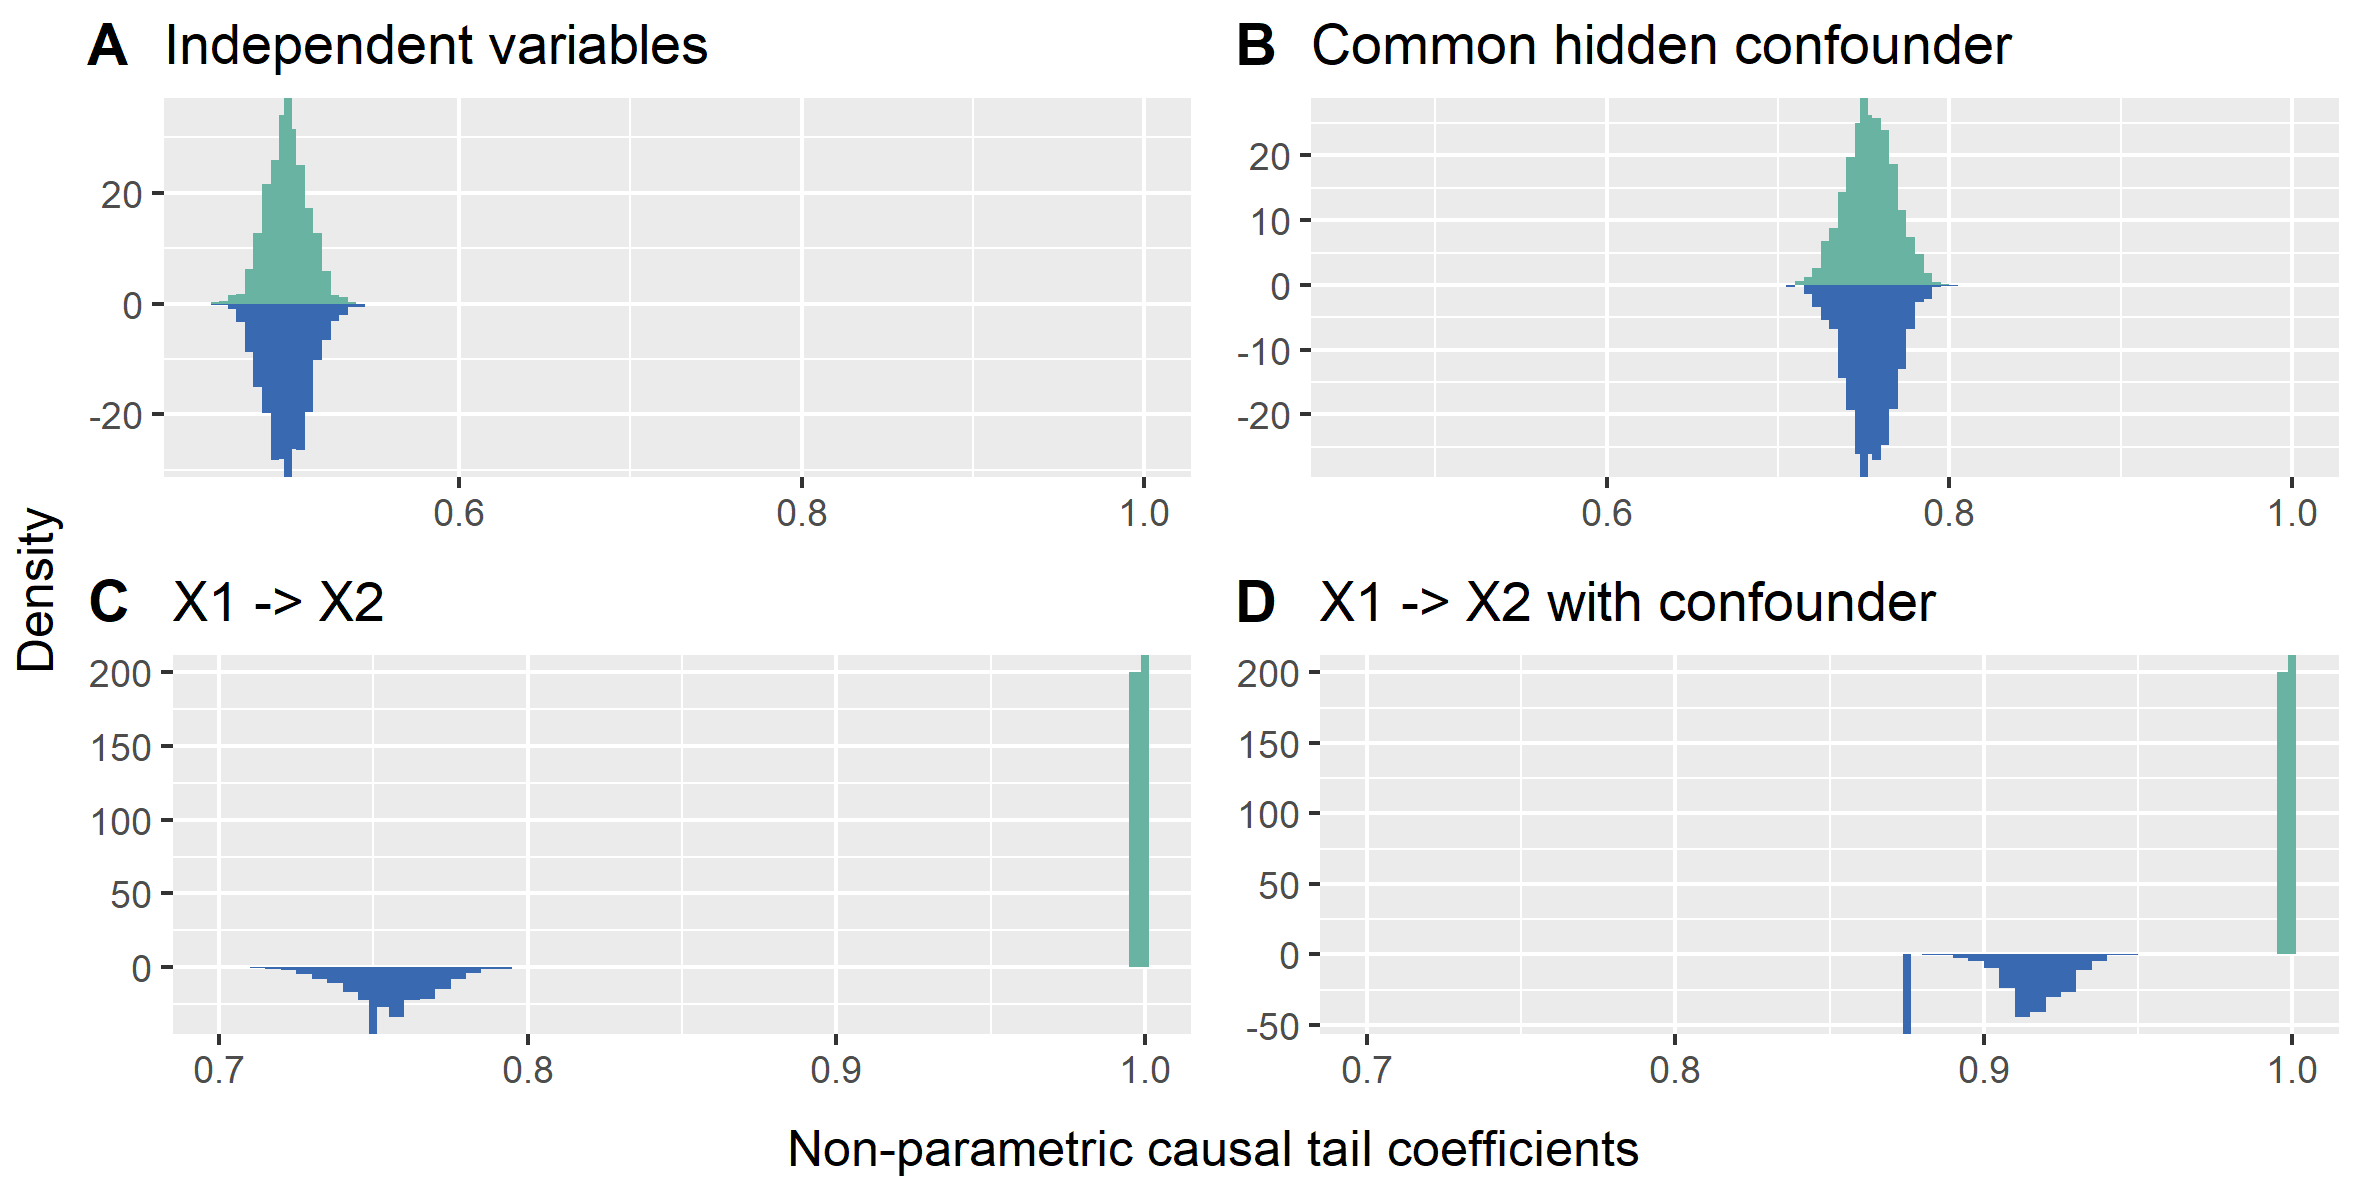 A Independent variables
20
0
-20
0.6 0.8 1.0
B Common hidden confounder
20
10
0
-10
-20
0.6 0.8 1.0
Density
C X1 -> X2
200
150
100
50
0
0.7 0.8 0.9 1.0
D X1 -> X2 with confounder
200
150
100
50
0
-50
0.7 0.8 0.9 1.0
Non-parametric causal tail coefficients